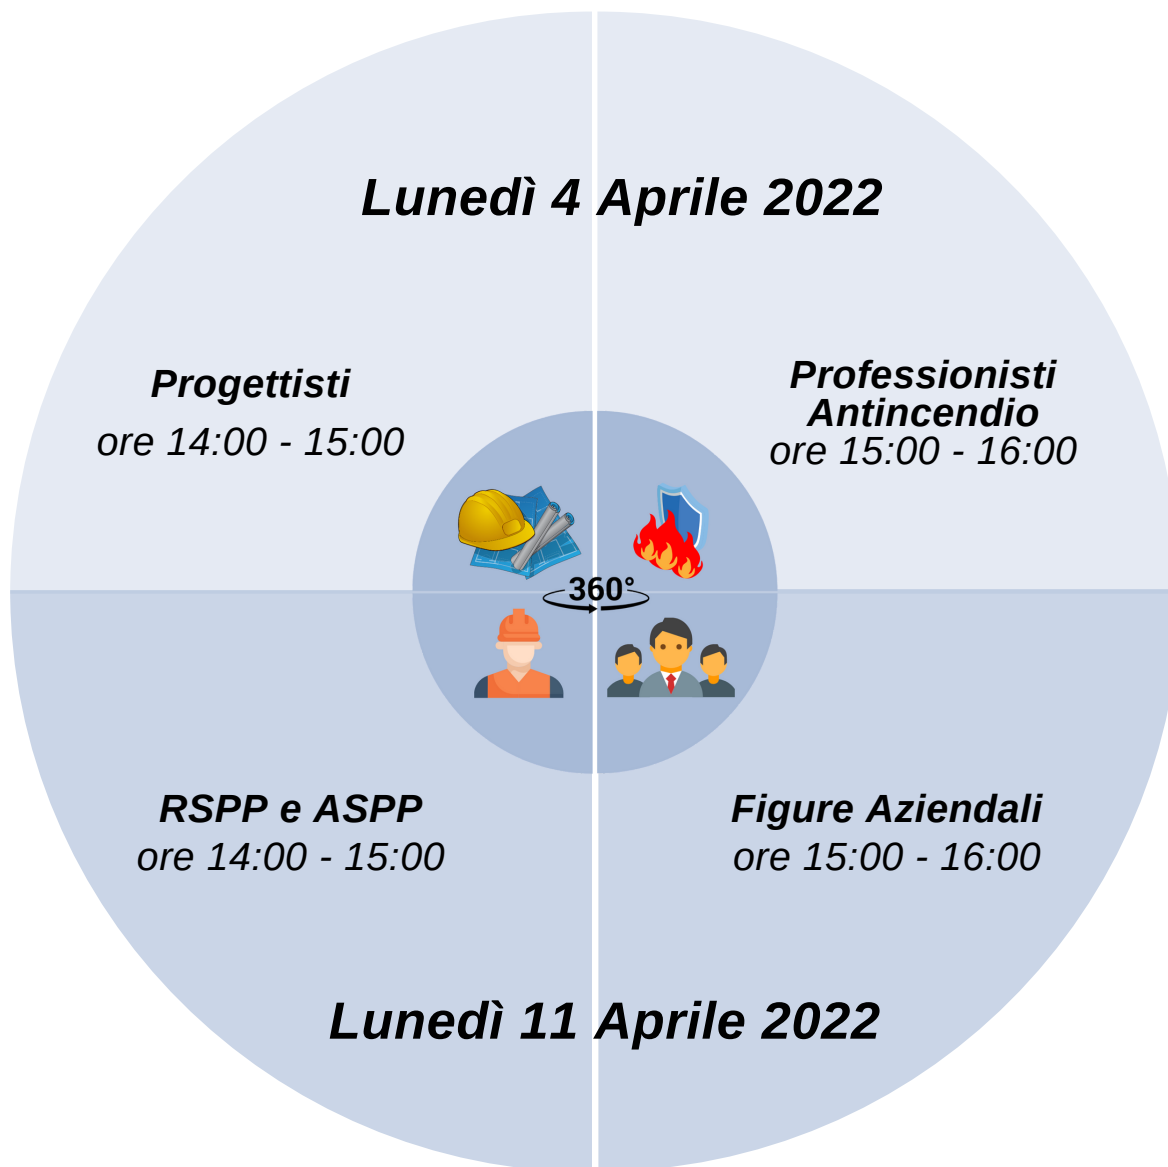 Lunedì 4 Aprile 2022
Progettisti
ore 14:00 - 15:00
Professionisti
Antincendio
ore 15:00 - 16:00
360°
RSPP e ASPP
ore 14:00 - 15:00
Figure Aziendali
ore 15:00 - 16:00
Lunedì 11 Aprile 2022